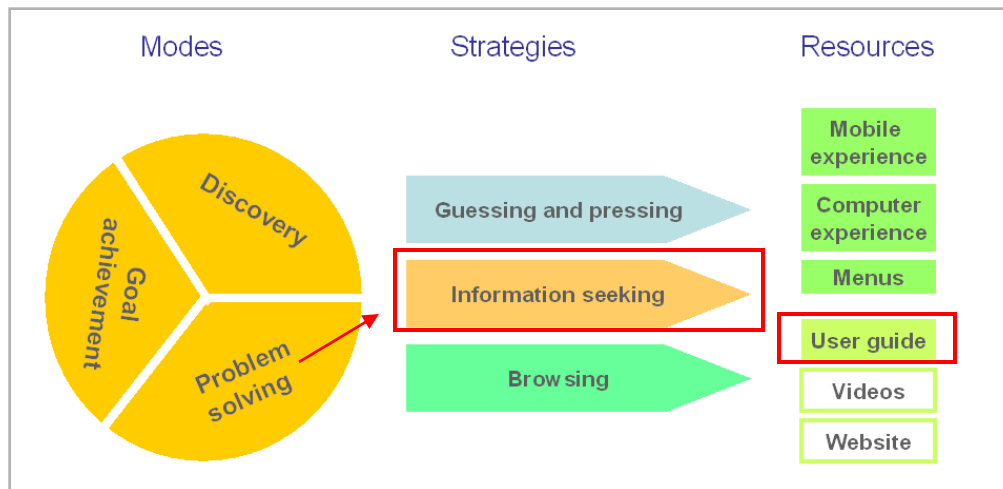 Modes
Strategies
Resources
Discovery
Goal
achievement
Problem
solving
Guessing and pressing
Information seeking
Browsing
Mobile
experience
Computer
experience
Menus
User guide
Videos
Website